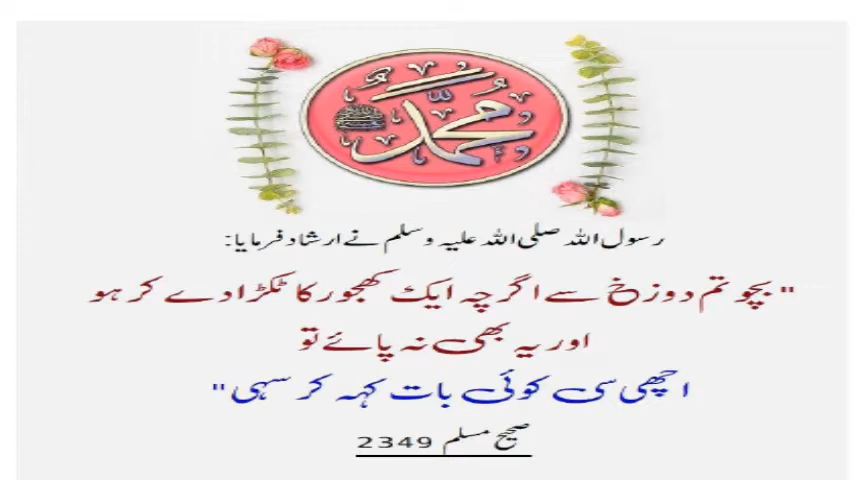 محمد
رسول اللہ صلی اللہ علیہ وسلم نے ارشاد فرمایا:
"بچو تم دوزخ سے اگرچہ ایک کھجور کا ٹکڑا دے کر ہو
اور یہ بھی نہ پائے تو
اچھی سی کوئی بات کہہ کر سہی"
صحیح مسلم 2349